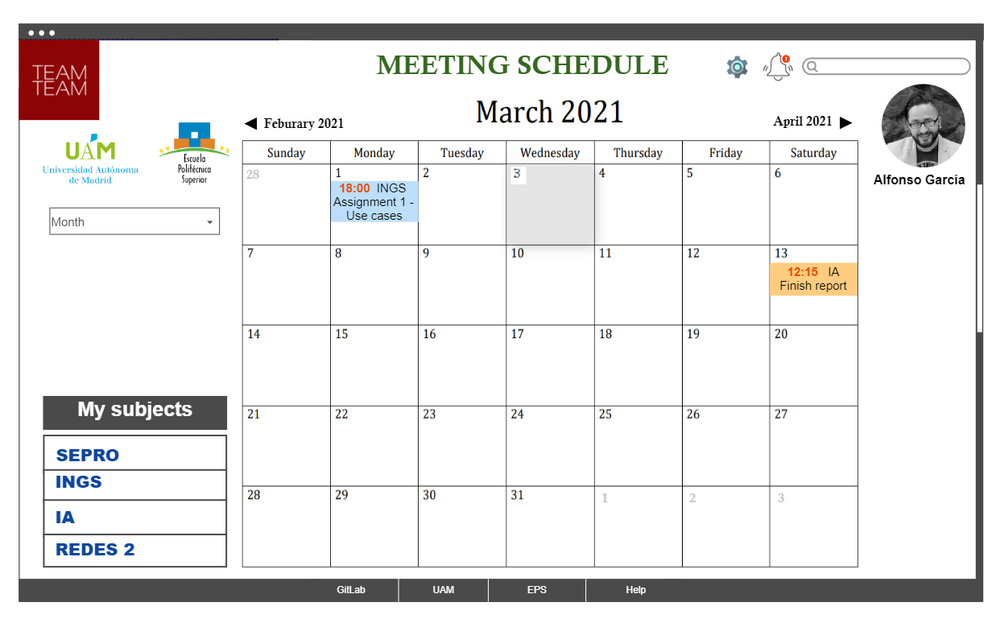 TEAM
TEAM
MEETING SCHEDULE
1
March 2021
Feburary 2021
April 2021
UAM
Universidad Autónoma
de Madrid
Escuela
Politécnica
Superior
Alfonso García
Month
Sunday Monday Tuesday Wednesday Thursday Friday Saturday
28 1 2 3 4 5 6
18:00 INGS
Assignment 1 -
Use cases
7 8 9 10 11 12 13
12:15 IA
Finish report
14 15 16 17 18 19 20
My subjects
SEPRO
INGS
IA
REDES 2
21 22 23 24 25 26 27
28 29 30 31 1 2 3
GitLab UAM EPS Help